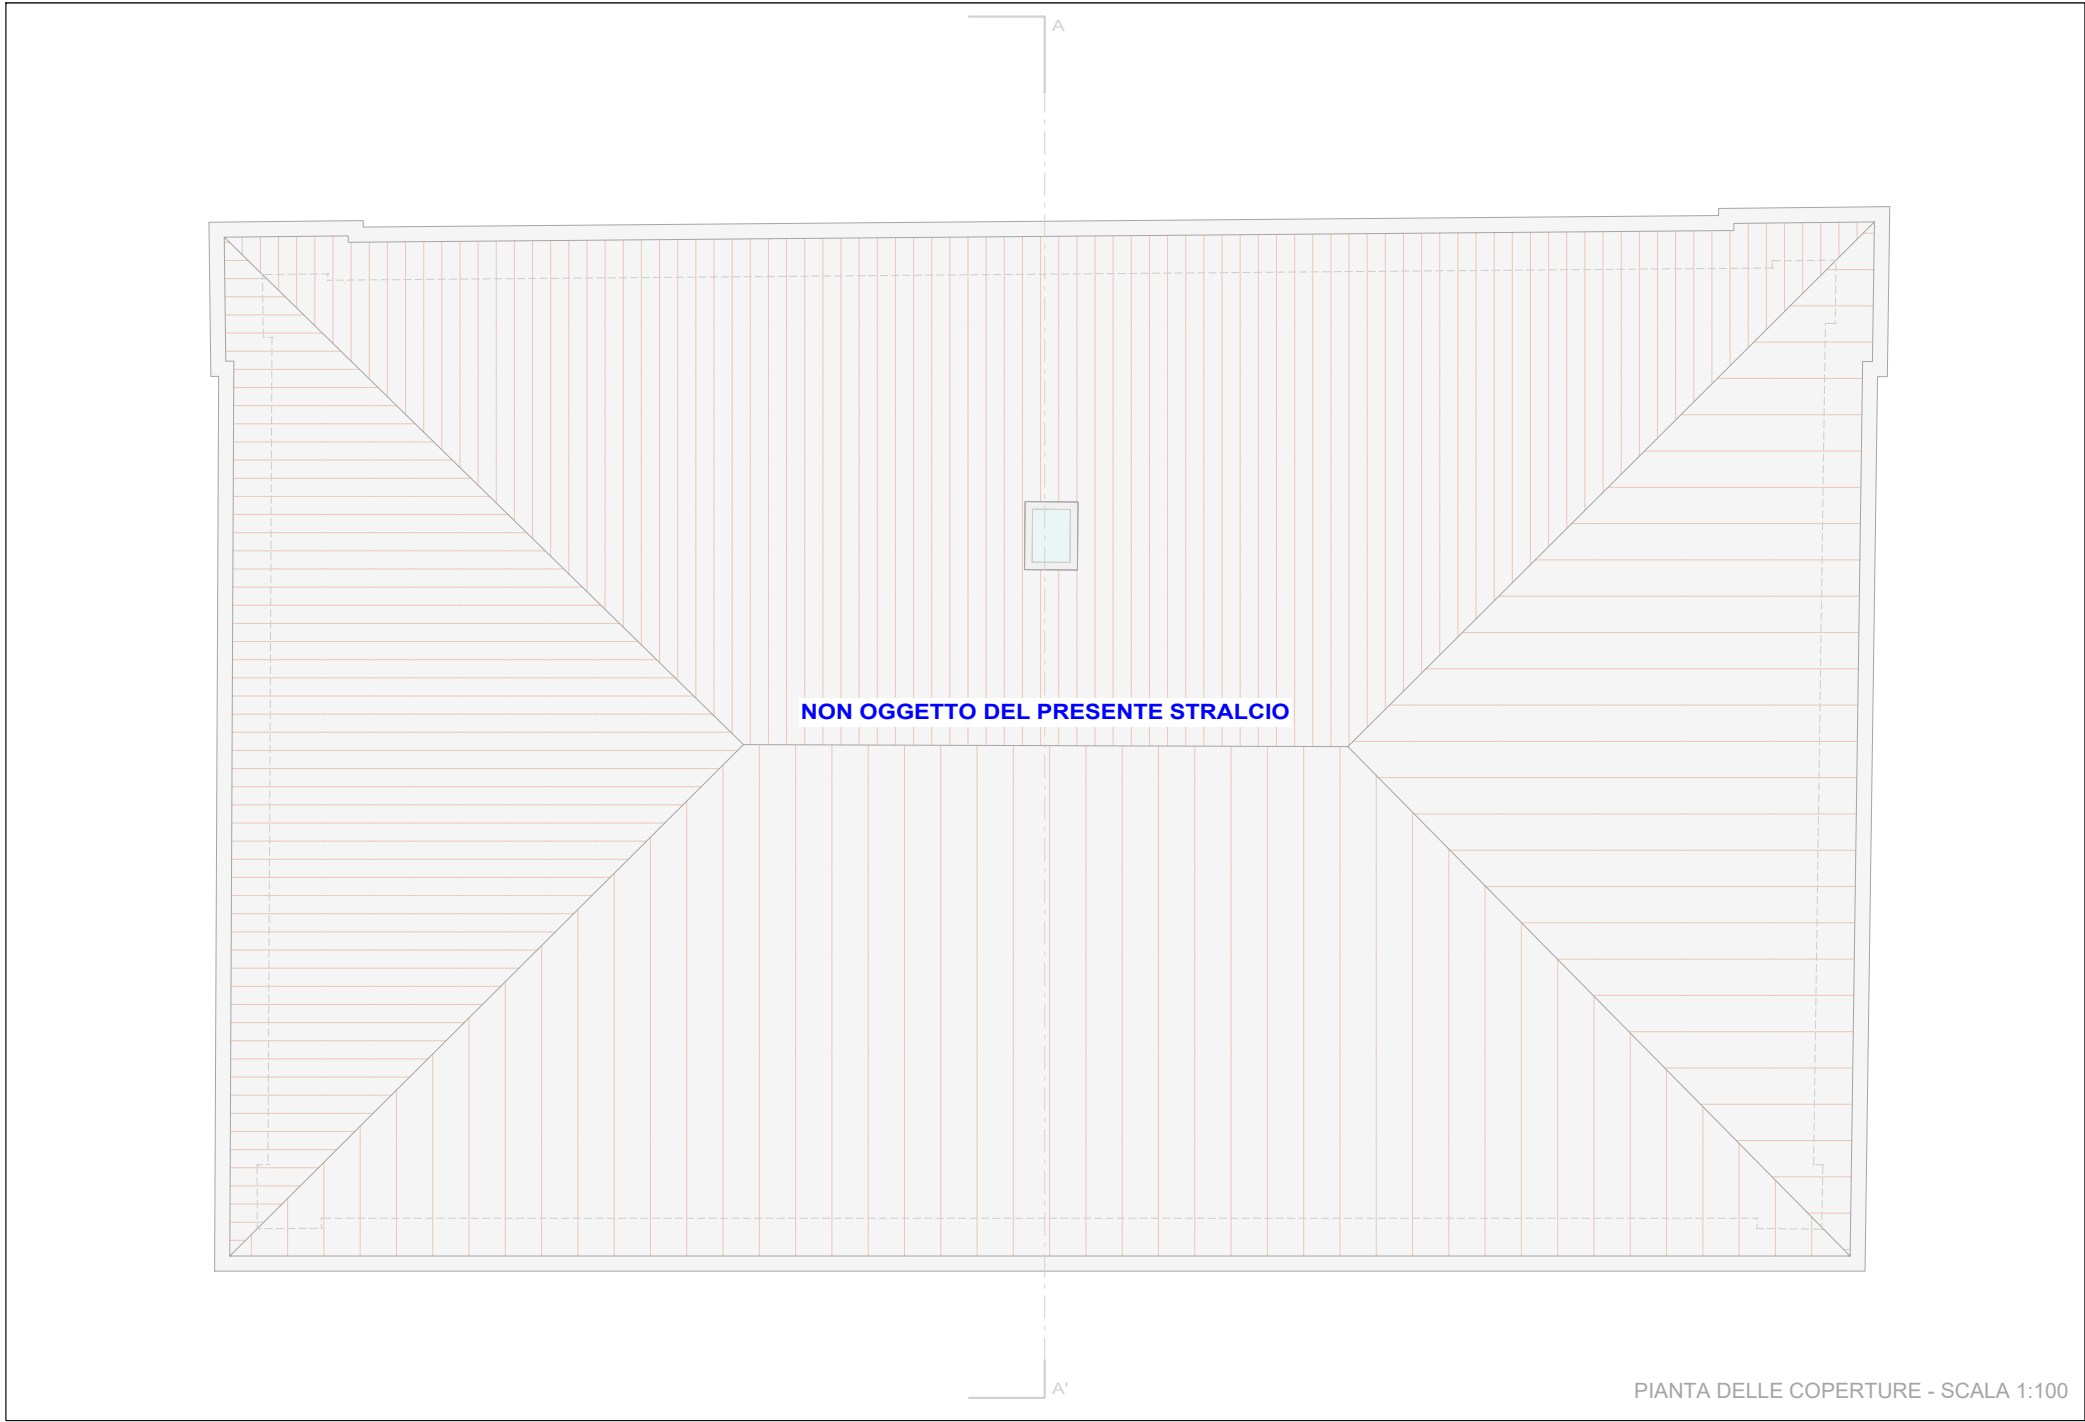 A
NON OGGETTO DEL PRESENTE STRALCIO
A'
PIANTA DELLE COPERTURE - SCALA 1:100